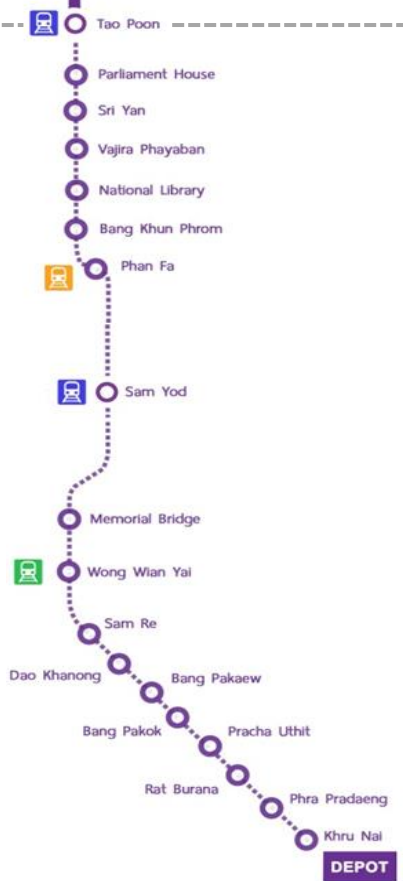 Tao Poon
Parliament House
Sri Yan
Vajira Phayaban
National Library
Bang Khun Phrom
Phan Fa
Sam Yod
Memorial Bridge
Wong Wian Yai
Sam Re
Dao Khanong
Bang Pakaew
Bang Pakok
Pracha Uthit
Rat Burana
Phra Pradaeng
Khru Nai
DEPOT